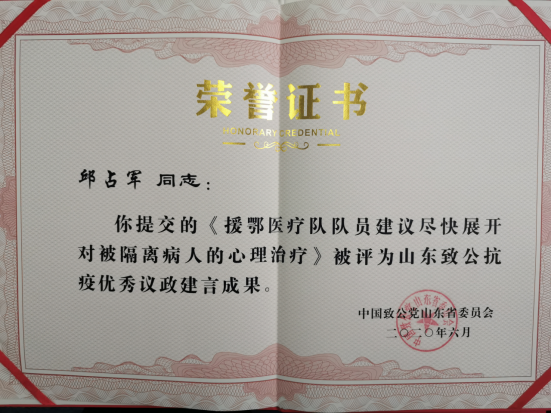 荣誉证书
HONORARY CREDENTIAL
邱占军 同志：
你提交的《援鄂医疗队队员建议尽快展开
对被隔离病人的心理治疗》被评为山东致公抗
疫优秀议政建言成果。
中国致公党山东省委员会
二〇二〇年六月